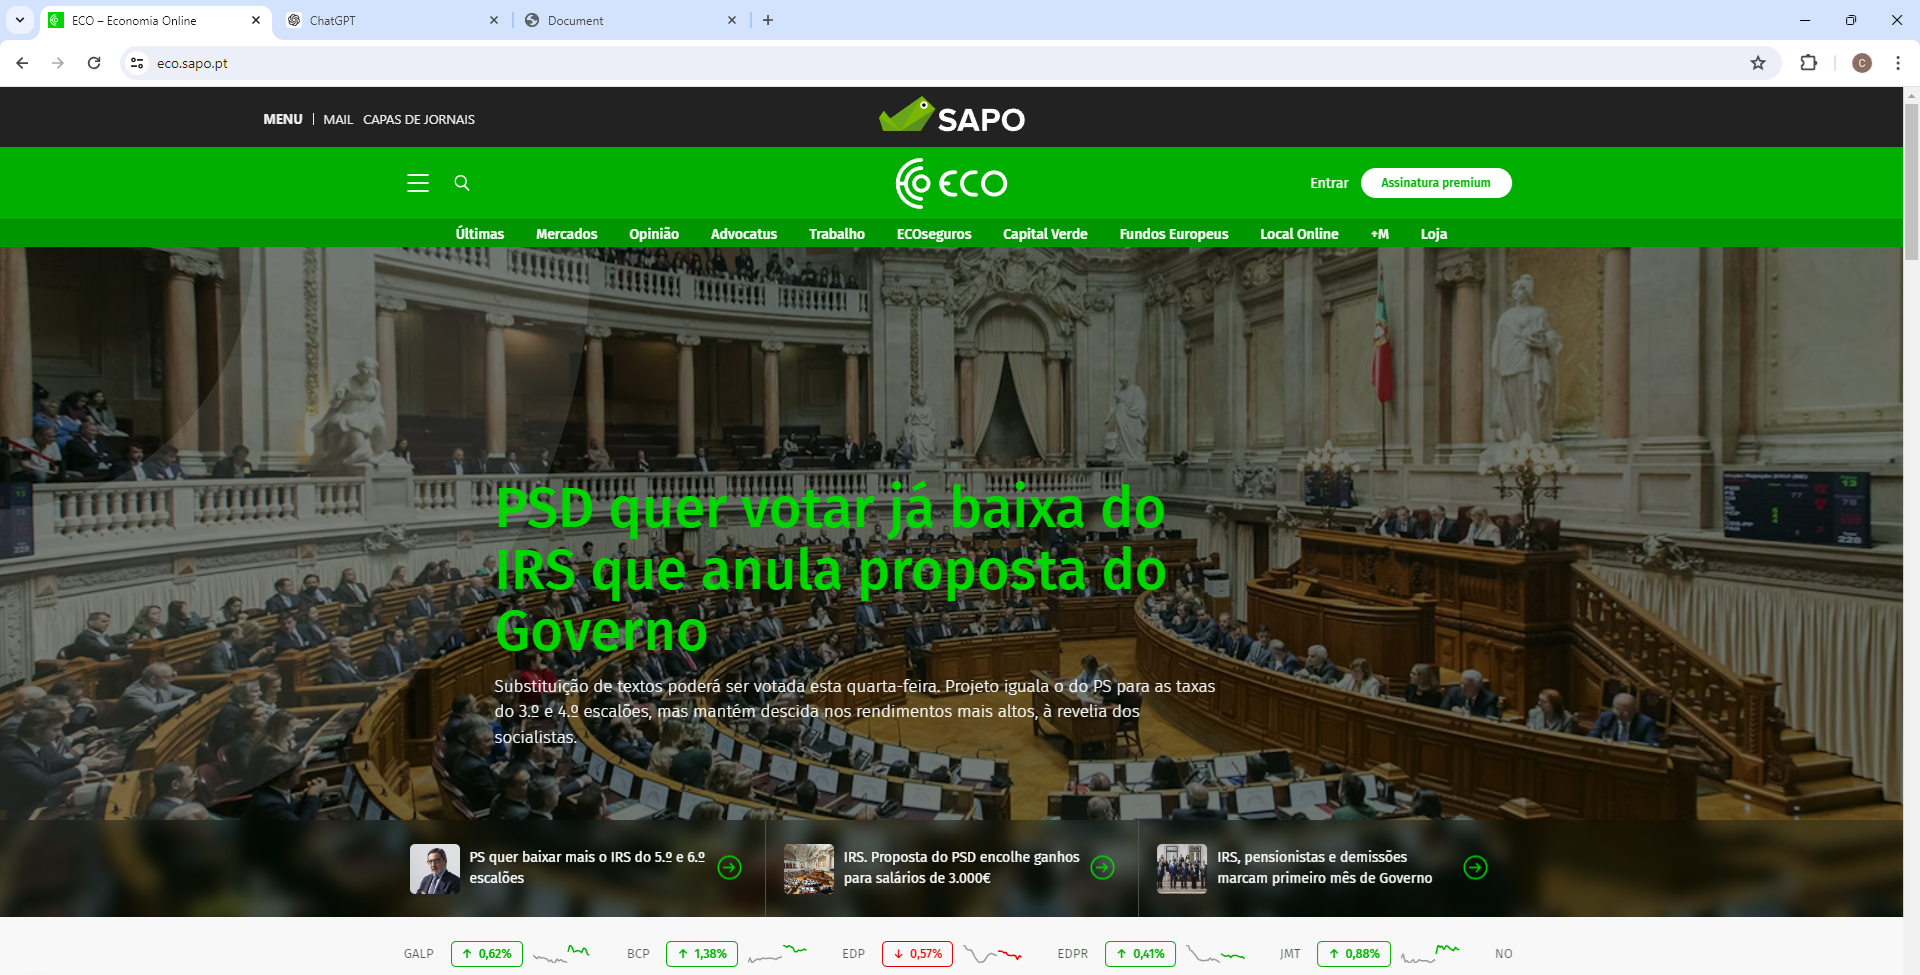 ECO – Economia Online
ChatGPT
Document
eco.sapo.pt
C
MENU | MAIL CAPAS DE JORNAIS
SAPO
ECO
Entrar
Assinatura premium
Últimas Mercados Opinião Advocatus Trabalho ECOseguros Capital Verde Fundos Europeus Local Online +M Loja
PSD quer votar já baixa do
IRS que anula proposta do
Governo
Substituição de textos poderá ser votada esta quarta-feira. Projeto iguala o do PS para as taxas
do 3.º e 4.º escalões, mas mantém descida nos rendimentos mais altos, à revelia dos
socialistas.
PS quer baixar mais o IRS do 5.º e 6.º
escalões
IRS. Proposta do PSD encolhe ganhos
para salários de 3.000€
IRS, pensionistas e demissões
marcam primeiro mês de Governo
GALP ↑ 0,62% BCP ↑ 1,38% EDP ↓ 0,57% EDPR ↑ 0,41% JMT ↑ 0,88% NO